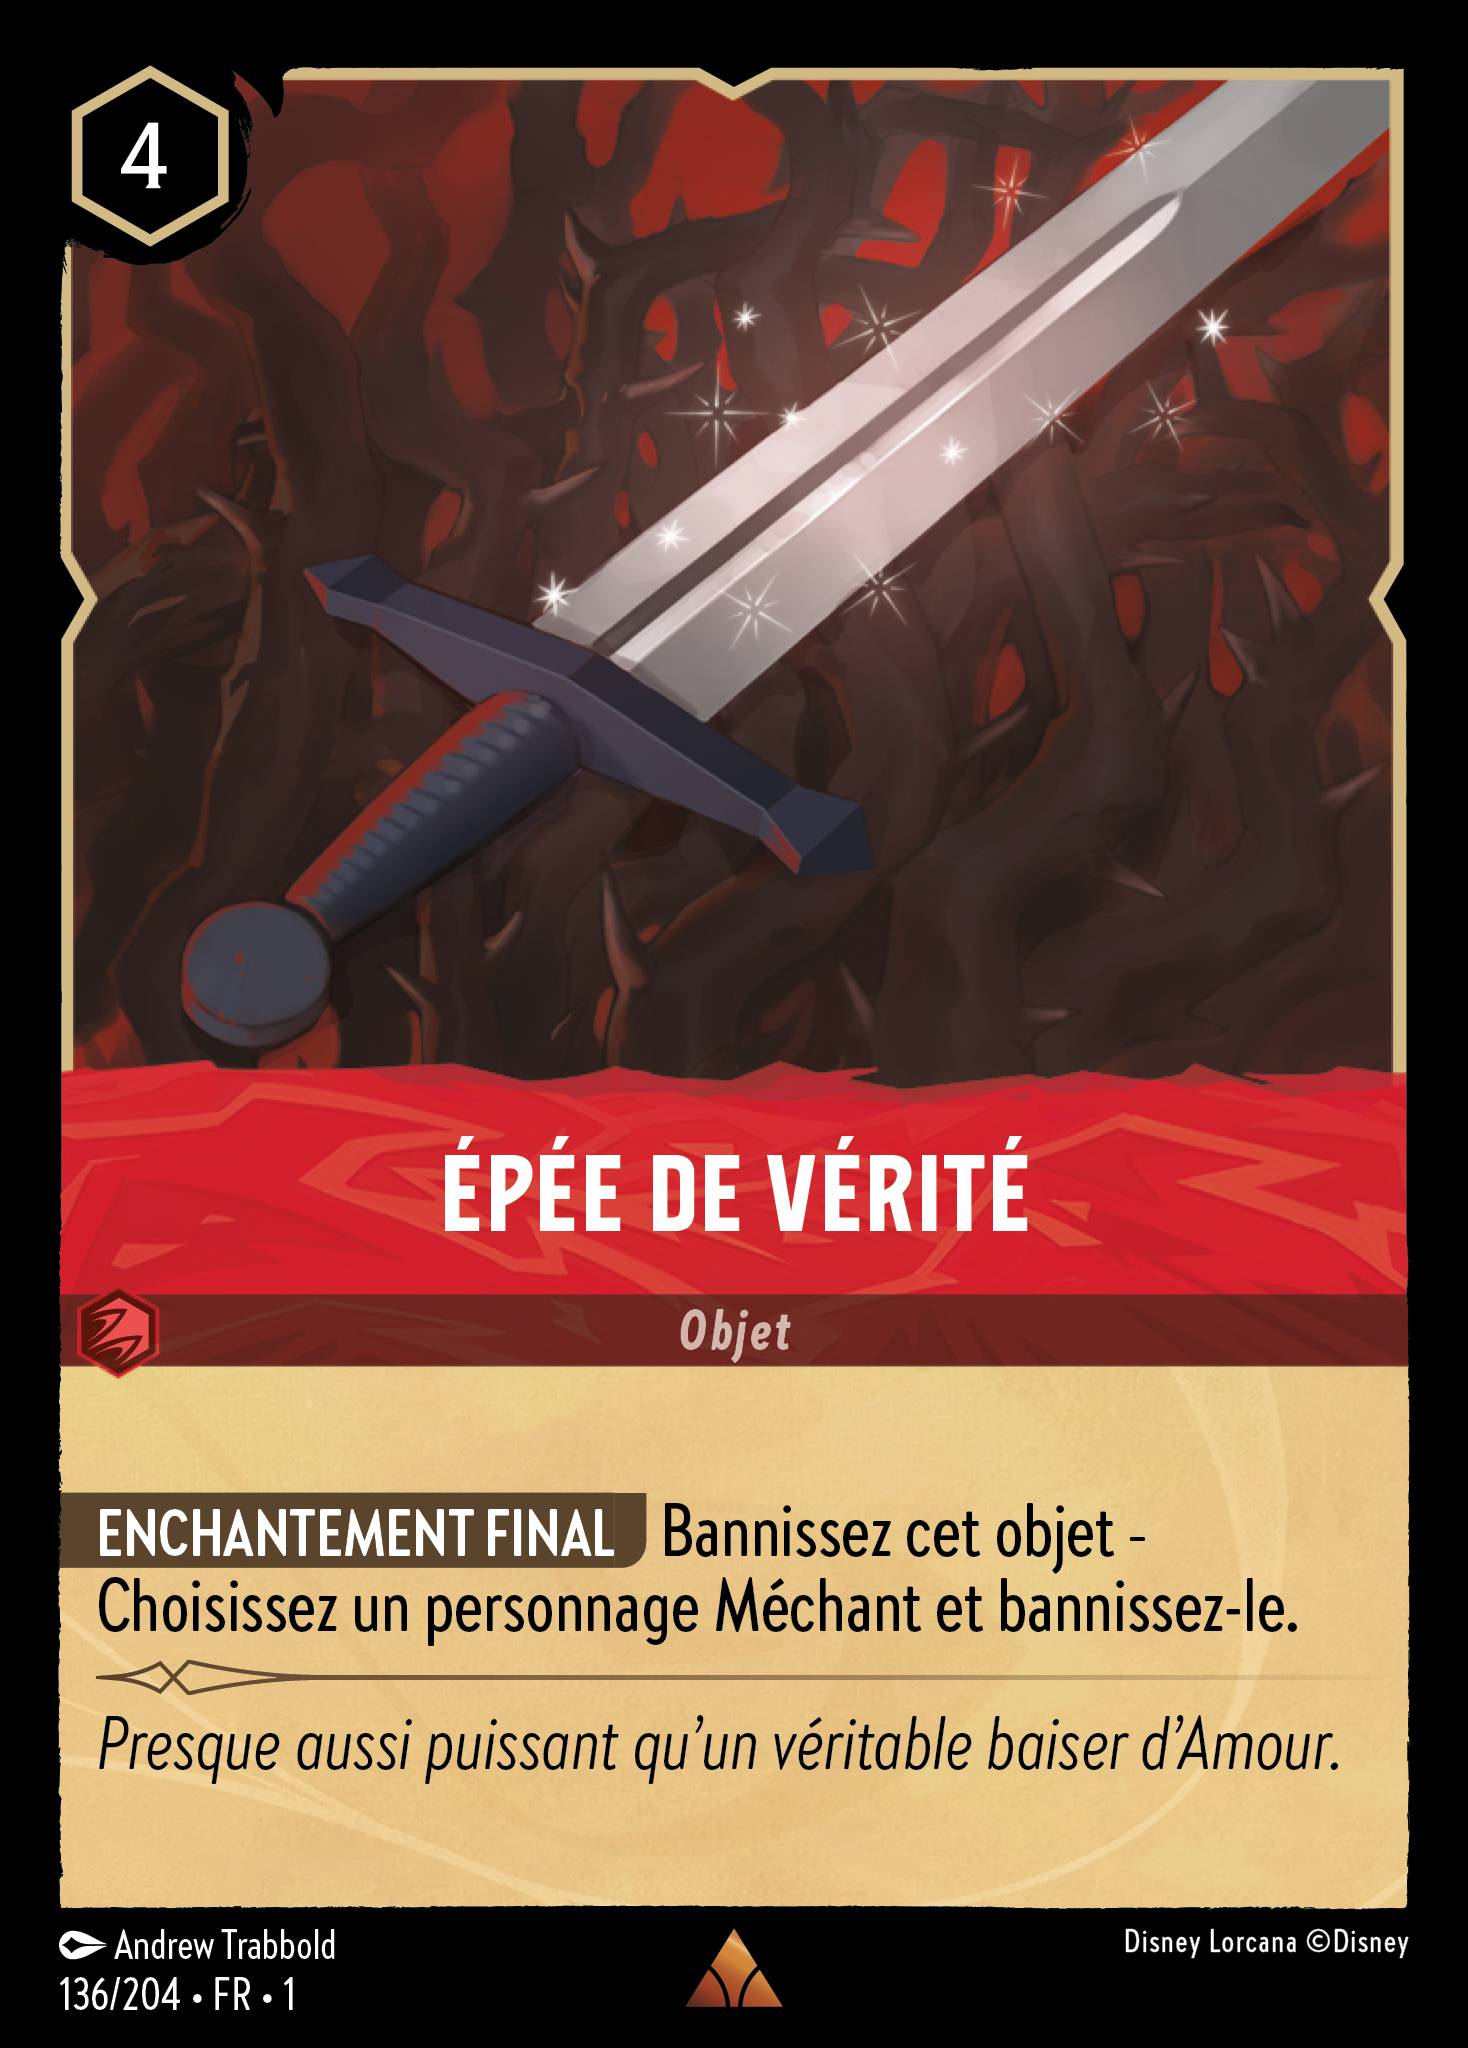 4
ÉPÉE DE VÉRITÉ
Objet
ENCHANTEMENT FINAL Bannissez cet objet -
Choisissez un personnage Méchant et bannissez-le.
Presque aussi puissant qu’un véritable baiser d’Amour.
Andrew Trabbold
Disney Lorcana ©Disney
136/204 • FR • 1